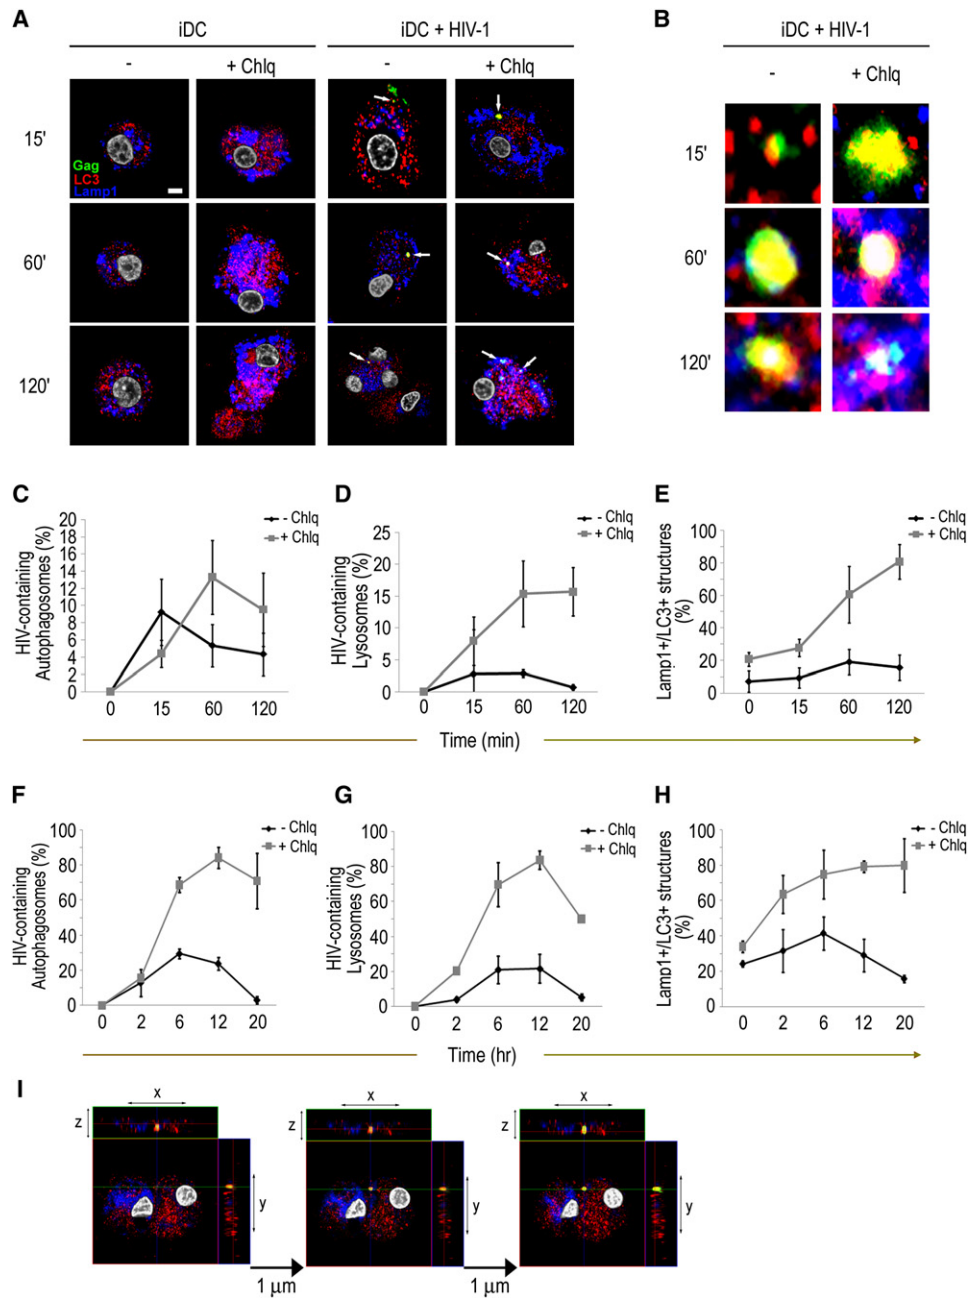 A
B
iDC
iDC + HIV-1
iDC + HIV-1
-
+ Chlq
-
+ Chlq
-
+ Chlq
15'
Gag
LC3
Lamp1
60'
120'
15'
60'
120'
C
HIV-containing
Autophagosomes (%)
20
18
16
14
12
10
8
6
4
2
0
0 15 60 120
- Chlq
+ Chlq
D
HIV-containing
Lysosomes (%)
25
20
15
10
5
0
0 15 60 120
- Chlq
+ Chlq
E
Lamp1+/LC3+ structures
(%)
100
80
60
40
20
0
0 15 60 120
- Chlq
+ Chlq
Time (min)
F
HIV-containing
Autophagosomes (%)
100
80
60
40
20
0
0 2 6 12 20
- Chlq
+ Chlq
G
HIV-containing
Lysosomes (%)
100
80
60
40
20
0
0 2 6 12 20
- Chlq
+ Chlq
H
Lamp1+/LC3+ structures
(%)
100
80
60
40
20
0
0 2 6 12 20
- Chlq
+ Chlq
Time (hr)
I
x
z
y
x
z
y
x
z
y
1 μm
1 μm